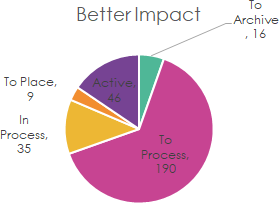 Better Impact
To
Archive
, 16
To Place,
9
Active,
46
In
Process,
35
To
Process,
190